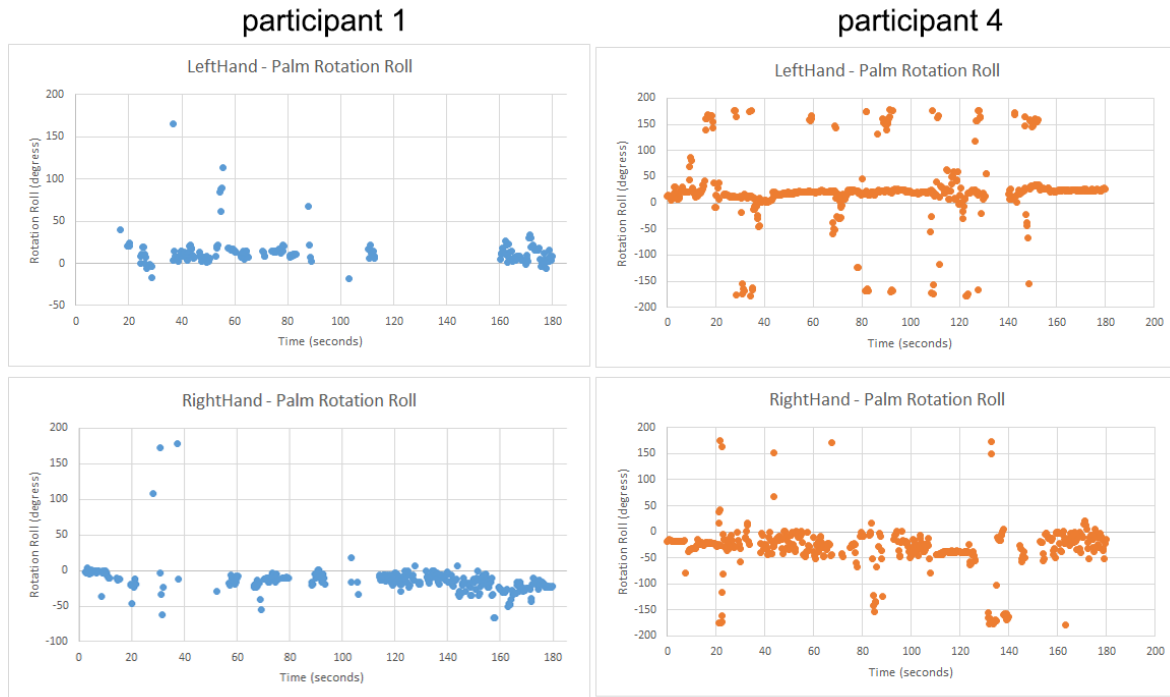 participant 1
participant 4
LeftHand - Palm Rotation Roll
200
150
100
50
0
-50
Rotation Roll (degress)
0 20 40 60 80 100 120 140 160 180
Time (seconds)
LeftHand - Palm Rotation Roll
200
150
100
50
0
-50
-100
-150
-200
Rotation Roll (degress)
0 20 40 60 80 100 120 140 160 180 200
Time (seconds)
RightHand - Palm Rotation Roll
200
150
100
50
0
-50
-100
Rotation Roll (degress)
0 20 40 60 80 100 120 140 160 180
Time (seconds)
RightHand - Palm Rotation Roll
200
150
100
50
0
-50
-100
-150
-200
Rotation Roll (degress)
0 20 40 60 80 100 120 140 160 180 200
Time (seconds)